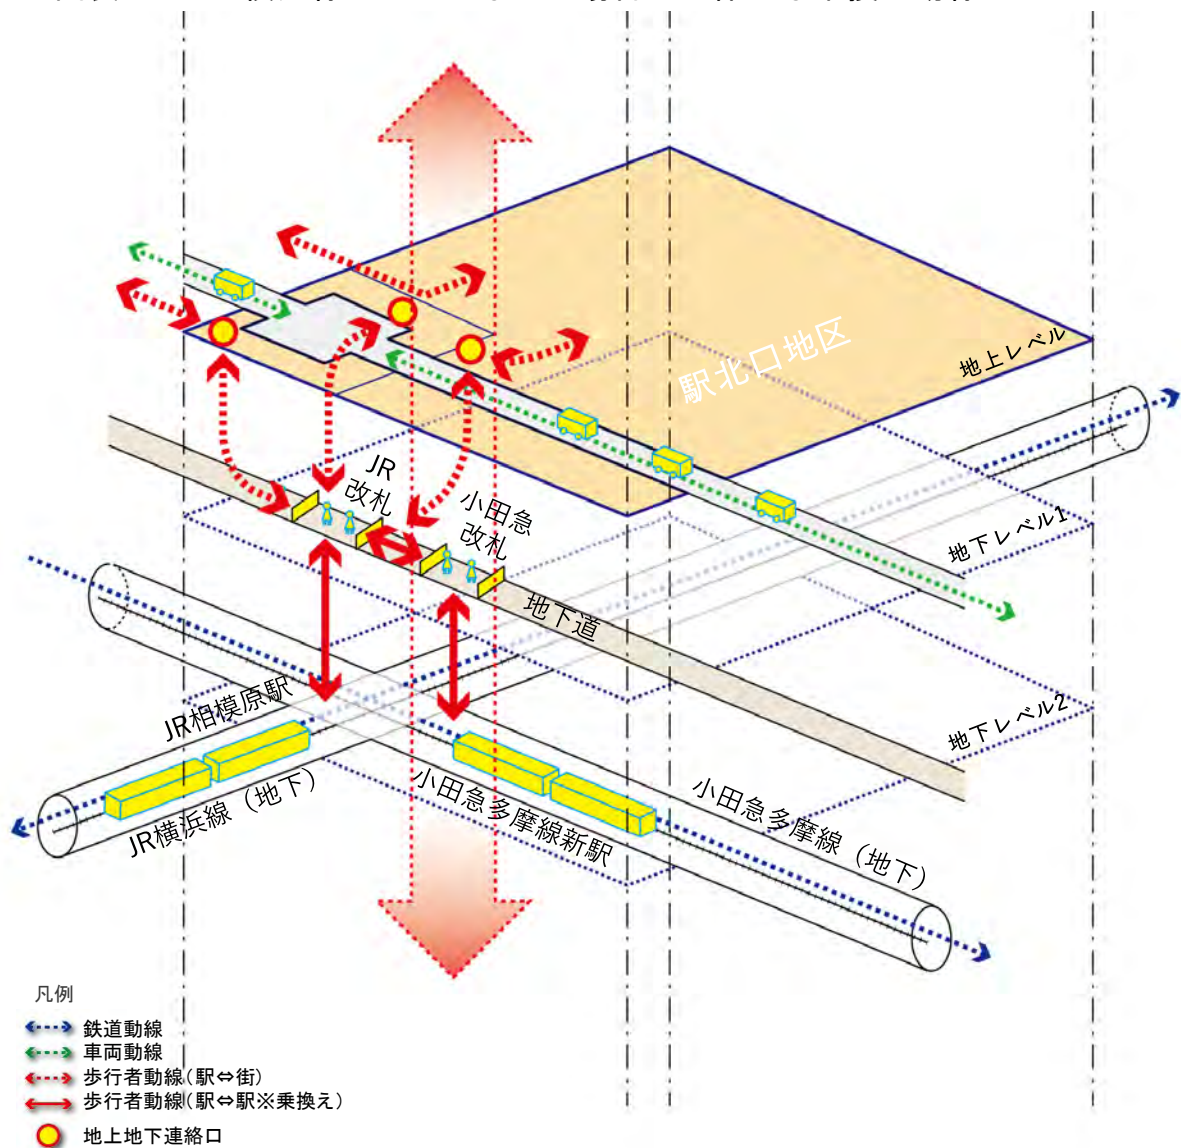 駅北口地区
地上レベル
JR
改札
小田急
改札
地下レベル1
地下道
JR相模原駅
地下レベル2
JR横浜線（地下）
小田急多摩線新駅
小田急多摩線（地下）
凡例
鉄道動線
車両動線
歩行者動線（駅⇔街）
歩行者動線（駅⇔駅※乗換え）
地上地下連絡口